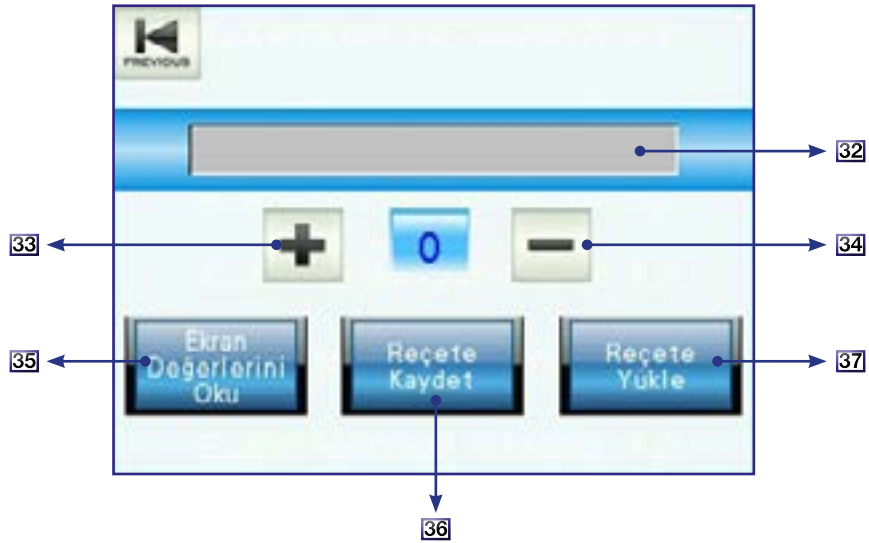 PREVIOUS
32
33
0
34
35
Ekran
Değerlerini
Oku
Reçete
Kaydet
Reçete
Yükle
37
36